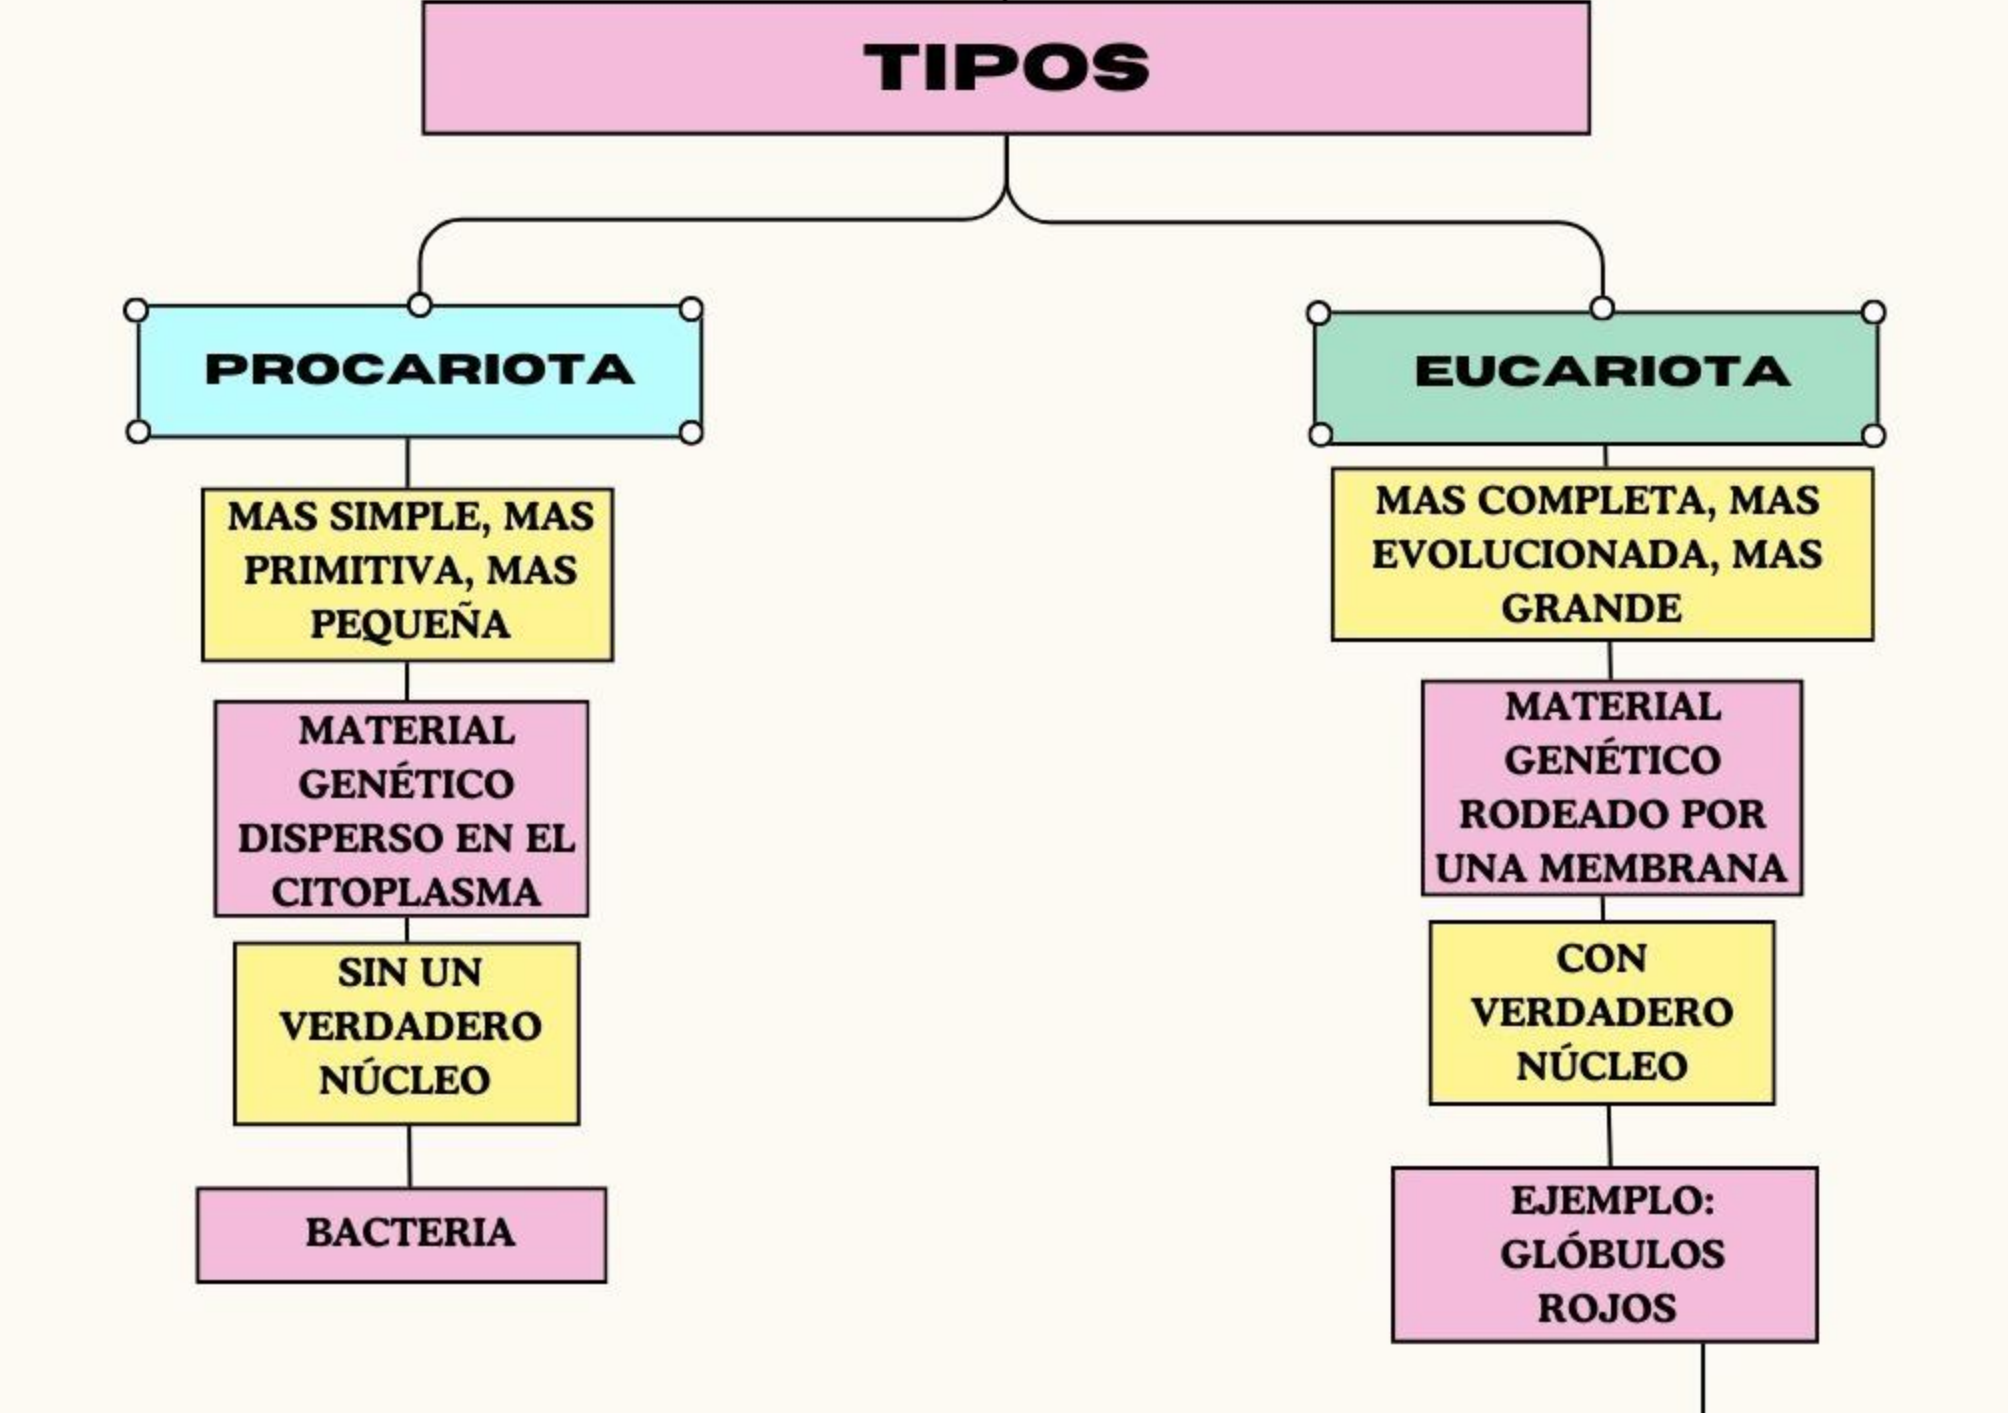 TIPOS
PROCARIOTA
MAS SIMPLE, MAS
PRIMITIVA, MAS
PEQUEÑA
MATERIAL
GENÉTICO
DISPERSO EN EL
CITOPLASMA
SIN UN
VERDADERO
NÚCLEO
BACTERIA
EUCARIOTA
MAS COMPLETA, MAS
EVOLUCIONADA, MAS
GRANDE
MATERIAL
GENÉTICO
RODEADO POR
UNA MEMBRANA
CON
VERDADERO
NÚCLEO
EJEMPLO:
GLÓBULOS
ROJOS